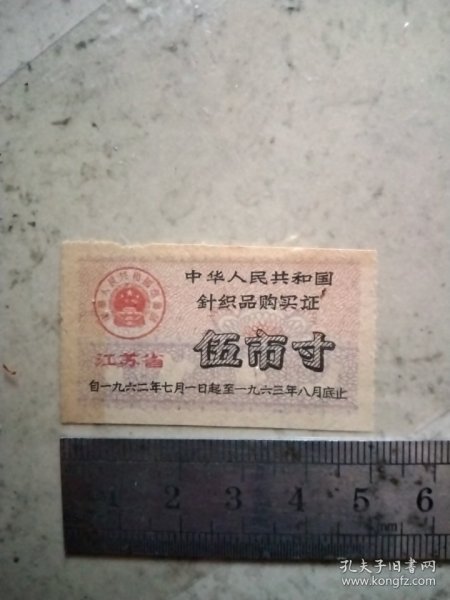 中华人民共和国
针织品购买证
江苏省
伍市寸
自一九六二年七月一日起至一九六三年八月底止
1 2 3 4 5 6
mm
孔夫子旧书网
www.kongfz.com